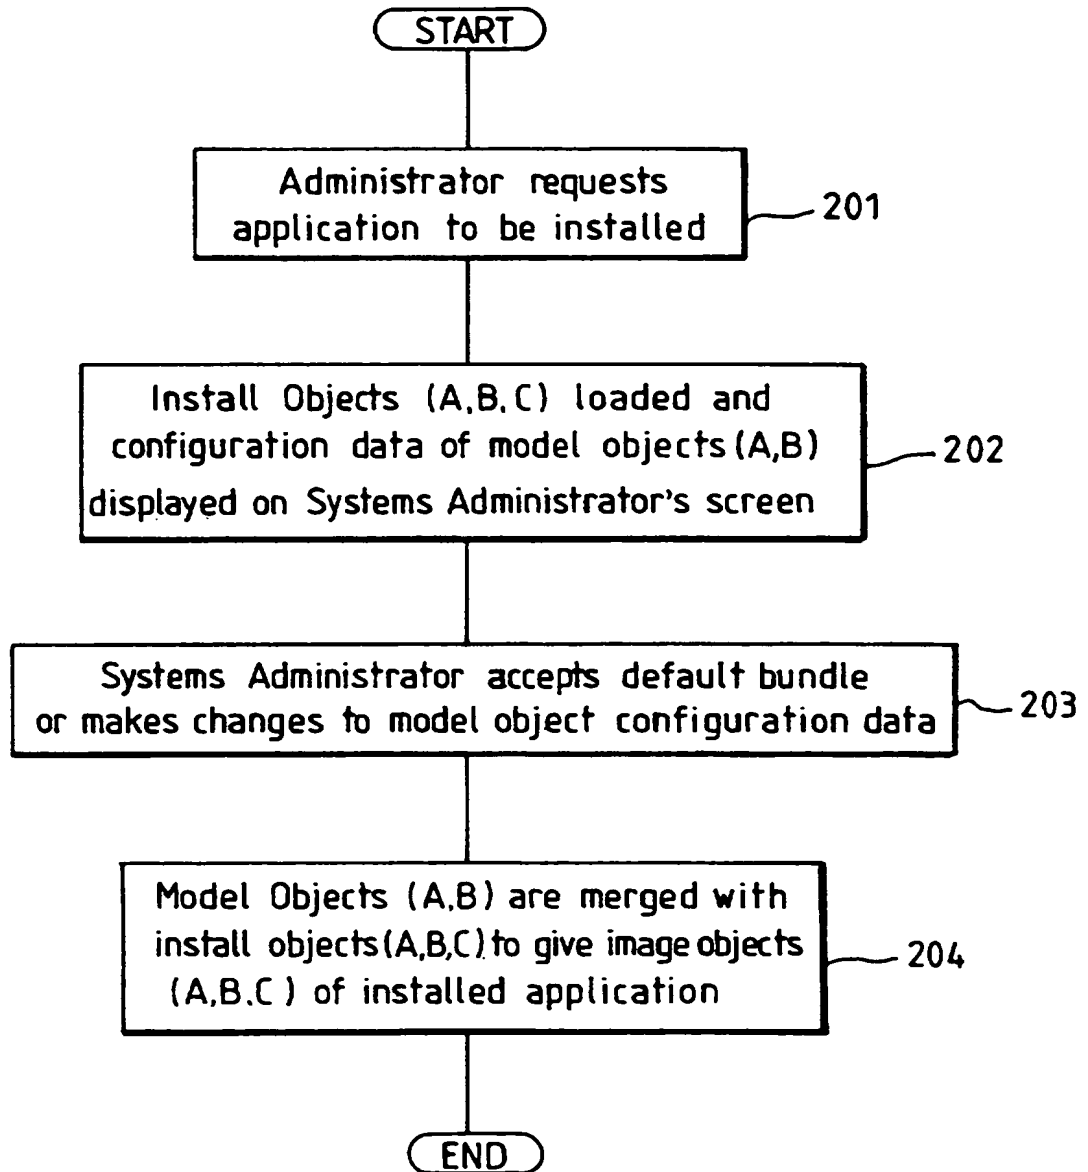 START
Administrator requests
application to be installed
201
Install Objects (A,B,C) loaded and
configuration data of model objects (A,B)
displayed on Systems Administrator's screen
202
Systems Administrator accepts default bundle
or makes changes to model object configuration data
203
Model Objects (A,B) are merged with
install objects (A,B,C) to give image objects
(A,B,C) of installed application
204
END